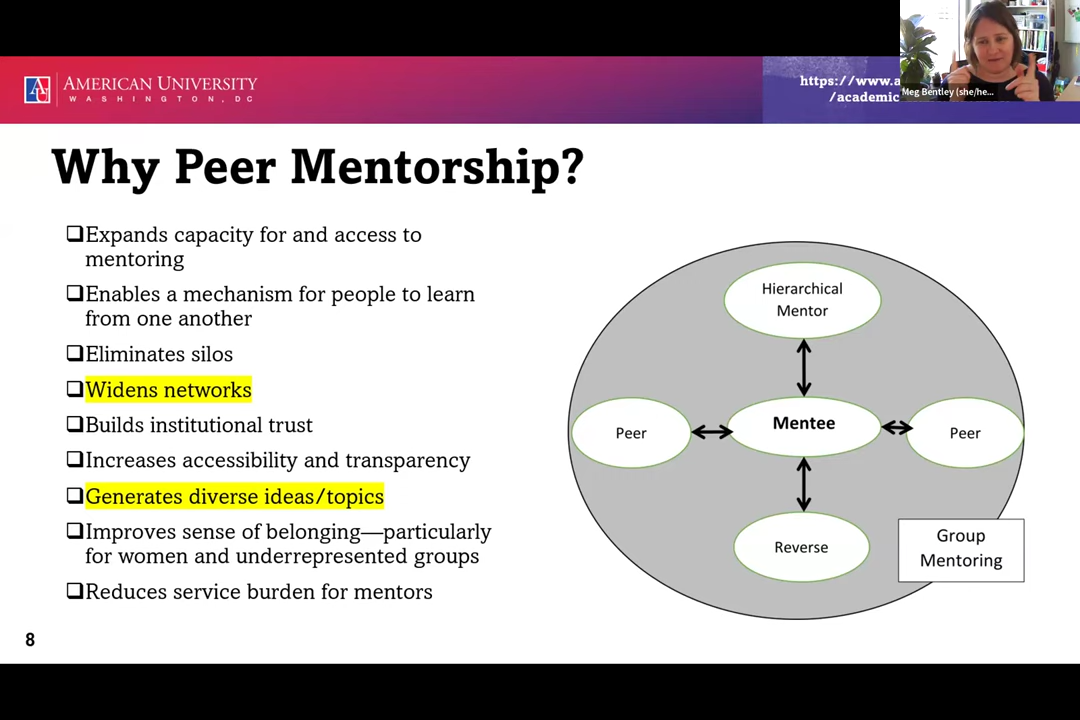 AMERICAN UNIVERSITY
WASHINGTON, DC
https://www.a
/academic
Meg Bentley (she/he...
Why Peer Mentorship?
❑Expands capacity for and access to
mentoring
❑Enables a mechanism for people to learn
from one another
❑Eliminates silos
❑Widens networks
❑Builds institutional trust
❑Increases accessibility and transparency
❑Generates diverse ideas/topics
❑Improves sense of belonging—particularly
for women and underrepresented groups
❑Reduces service burden for mentors
Hierarchical
Mentor
Peer
Mentee
Peer
Reverse
Group
Mentoring
8